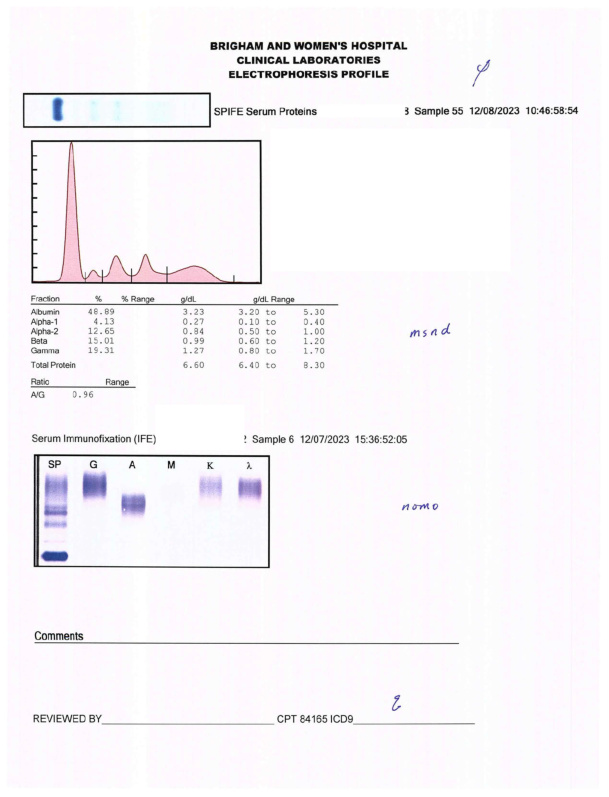 BRIGHAM AND WOMEN'S HOSPITAL
CLINICAL LABORATORIES
ELECTROPHORESIS PROFILE
SPIFE Serum Proteins Sample 55 12/08/2023 10:46:58:54
Fraction % % Range g/dL g/dL Range
Albumin 48.89 3.23 3.20 to 5.30
Alpha-1 4.13 0.27 0.10 to 0.40
Alpha-2 12.65 0.84 0.50 to 1.00
Beta 15.01 0.99 0.60 to 1.20
Gamma 19.31 1.27 0.80 to 1.70
msnd
Total Protein 6.60 6.40 to 8.30
Ratio Range
A/G 0.96
Serum Immunofixation (IFE) Sample 6 12/07/2023 15:36:52:05
SP G A M K λ
nomo
Comments
REVIEWED BY CPT 84165 ICD9